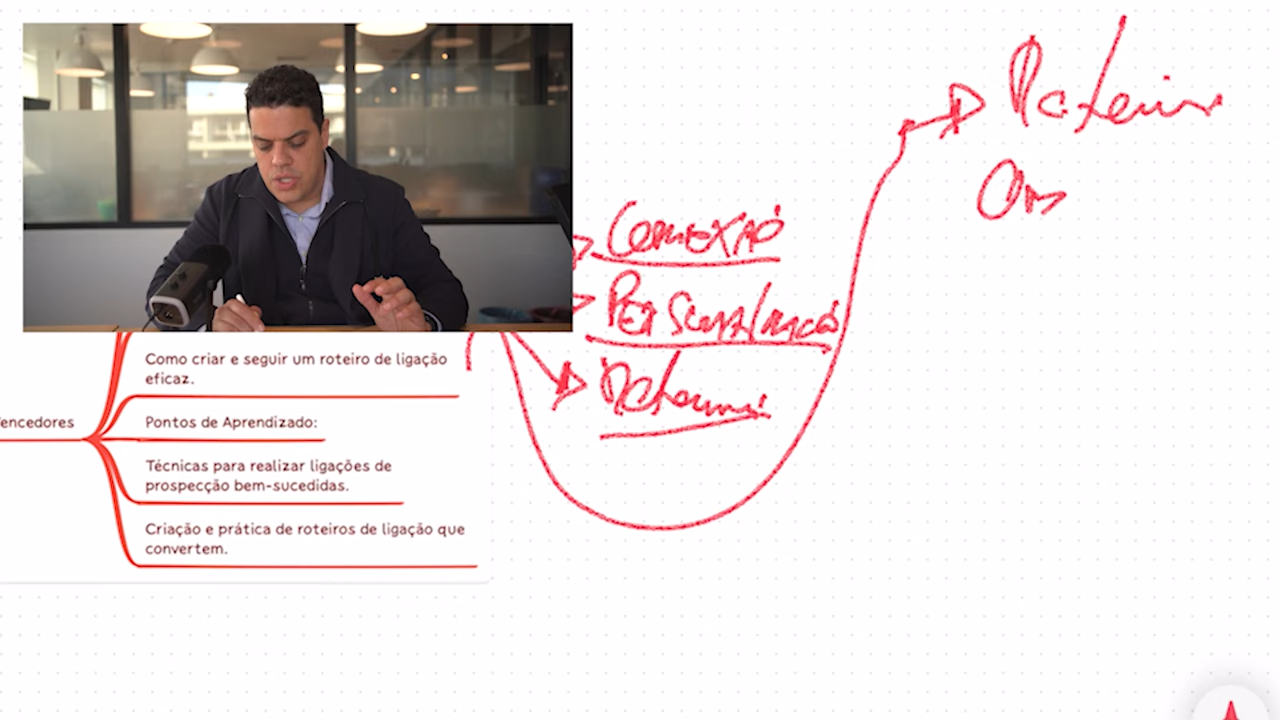 Roteiro
CONEXÃO
Como criar e seguir um roteiro de ligação
eficaz.
encedores
Pontos de Aprendizado:
Técnicas para realizar ligações de
prospecção bem-sucedidas.
Criação e prática de roteiros de ligação que
convertem.